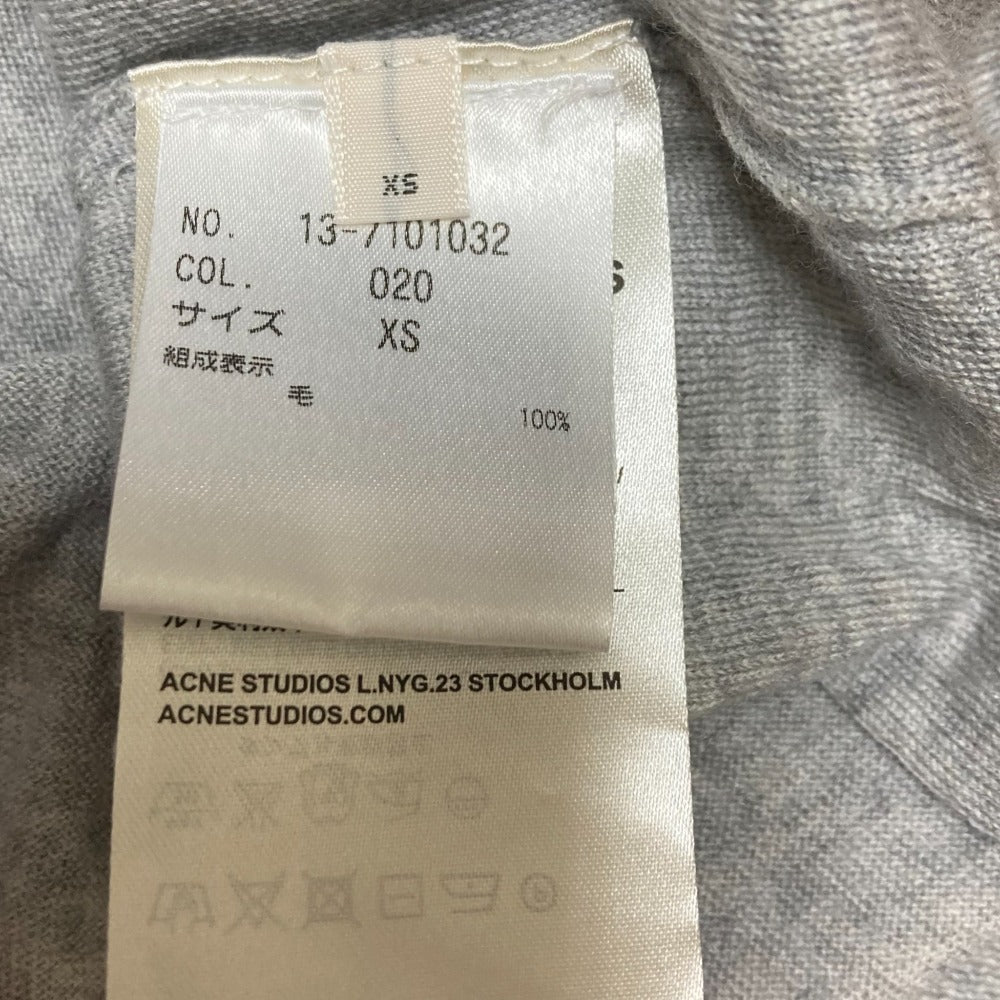 XS
NO. 13-7101032
COL. 020
サイズ XS
組成表示
毛
100%
ACNE STUDIOS L.NYG.23 STOCKHOLM
ACNESTUDIOS.COM